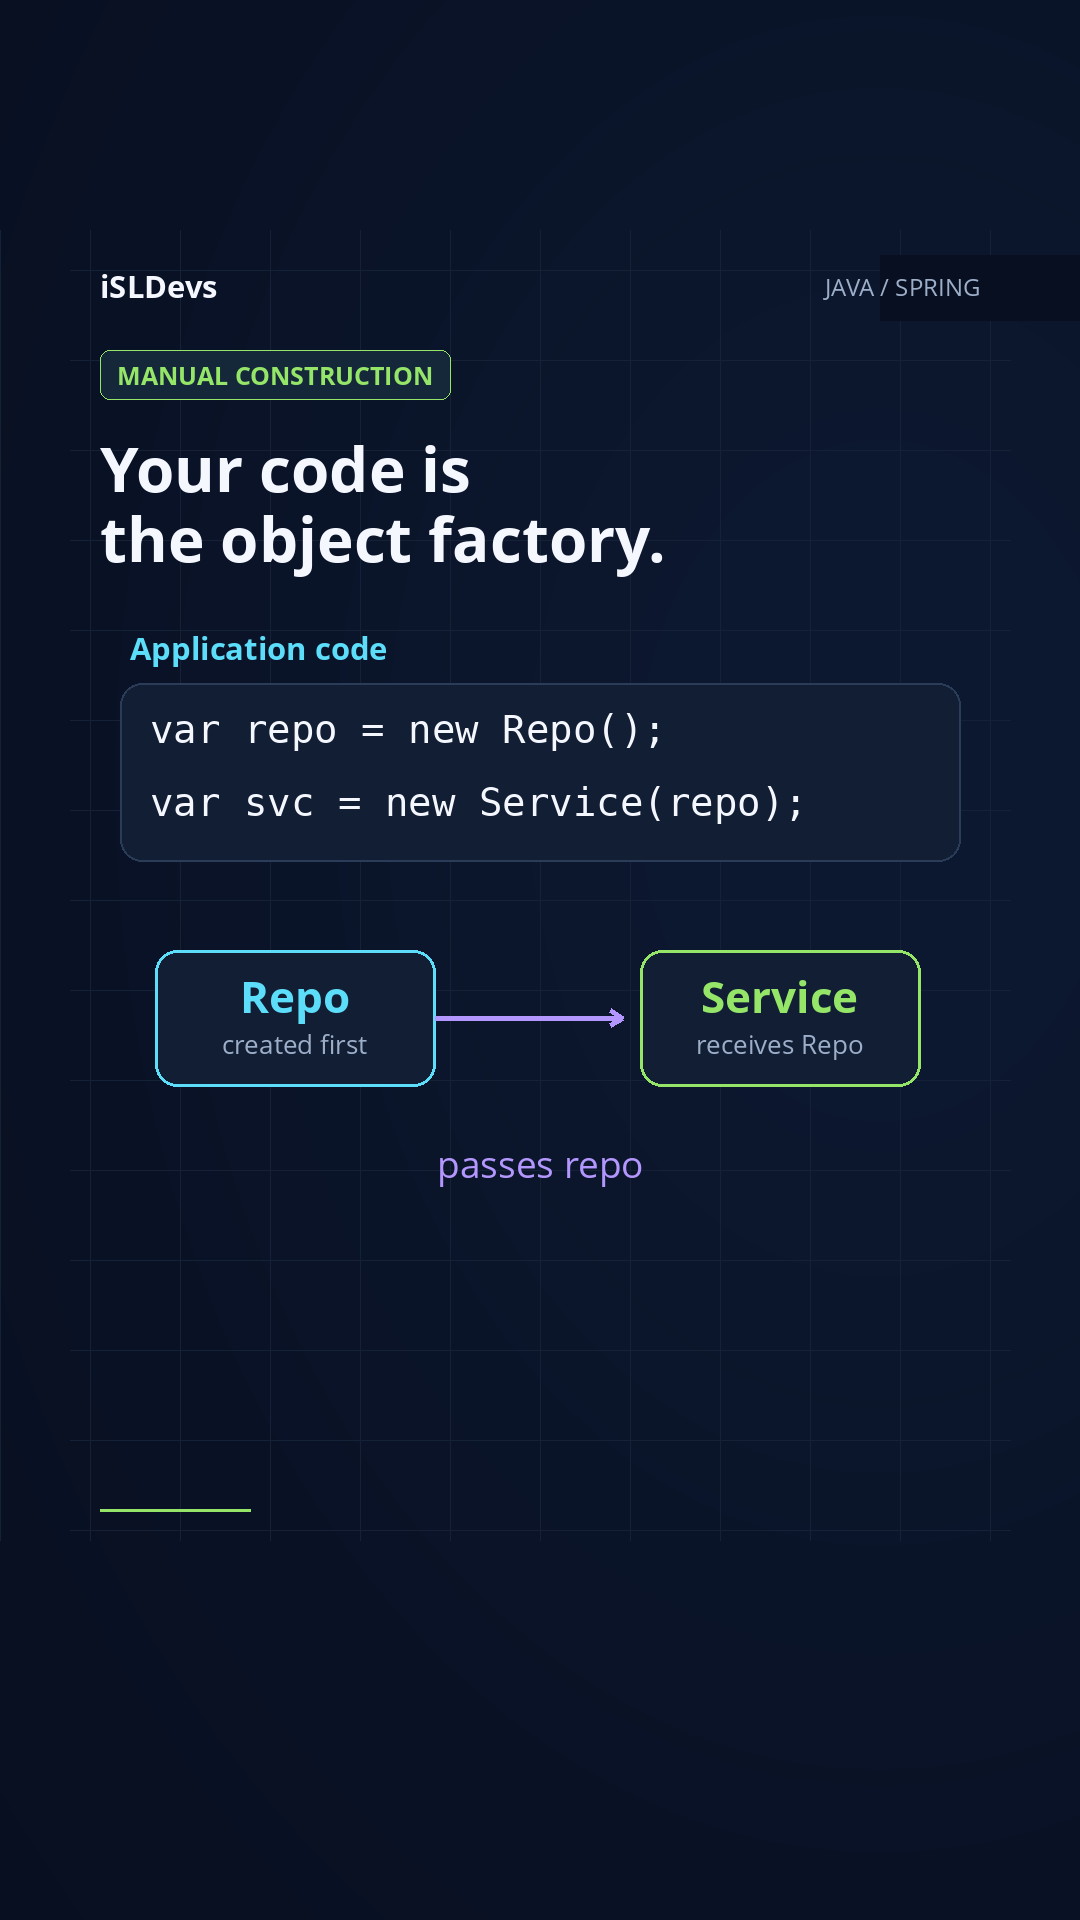 iSLDevs
JAVA / SPRING
MANUAL CONSTRUCTION
Your code is
the object factory.
Application code
var repo = new Repo();
var svc = new Service(repo);
Repo
created first
Service
receives Repo
passes repo